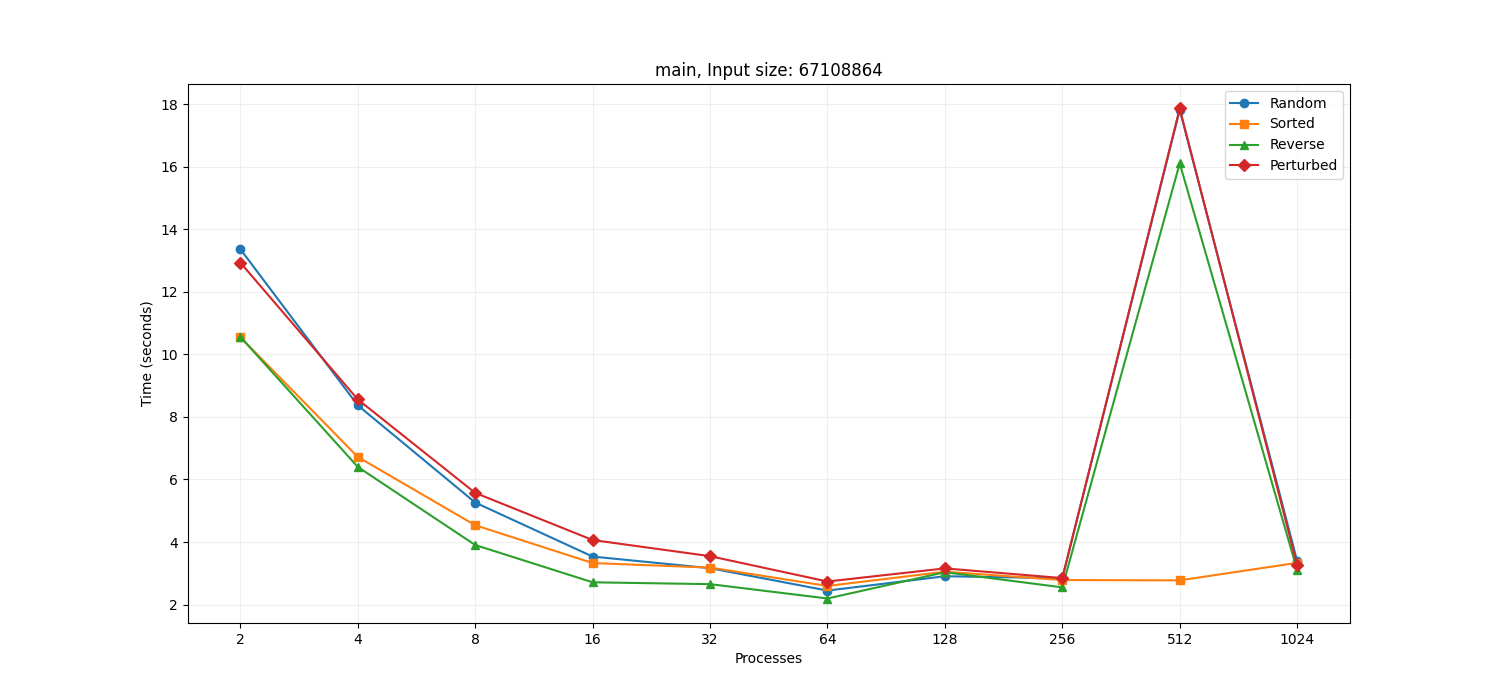 main, Input size: 67108864
Random
Sorted
Reverse
Perturbed
Time (seconds)
18
16
14
12
10
8
6
4
2
2 4 8 16 32 64 128 256 512 1024
Processes